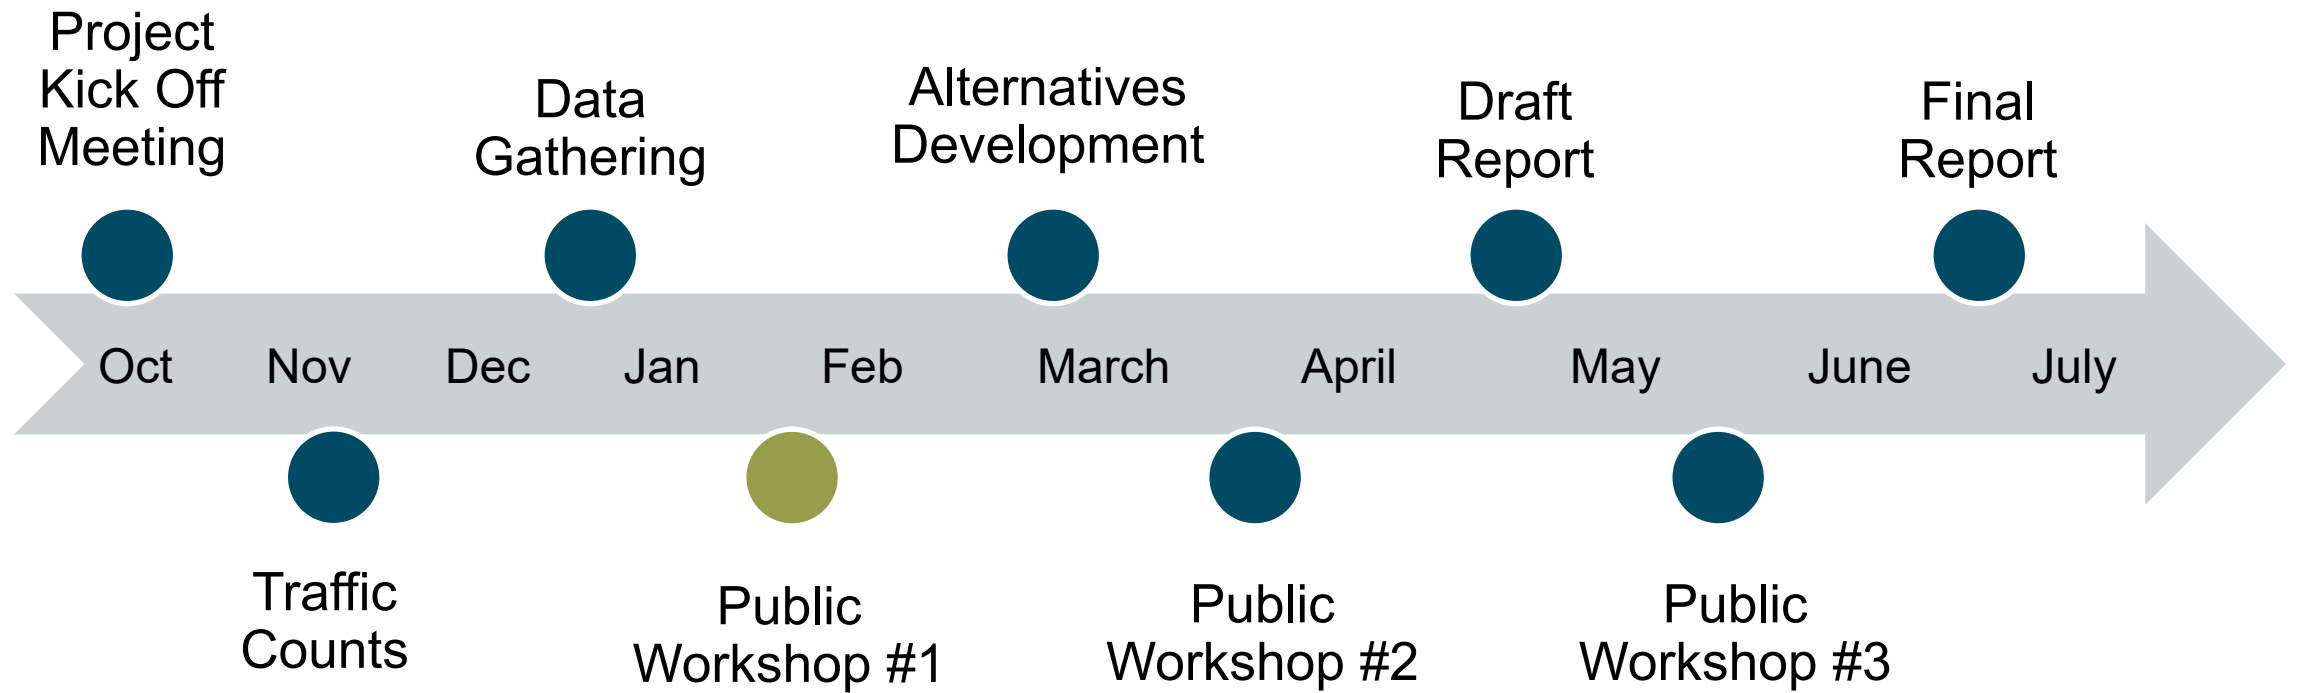 Project
Kick Off
Meeting
Data
Gathering
Alternatives
Development
Draft
Report
Final
Report
Oct Nov Dec Jan Feb March April May June July
Traffic
Counts
Public
Workshop #1
Public
Workshop #2
Public
Workshop #3